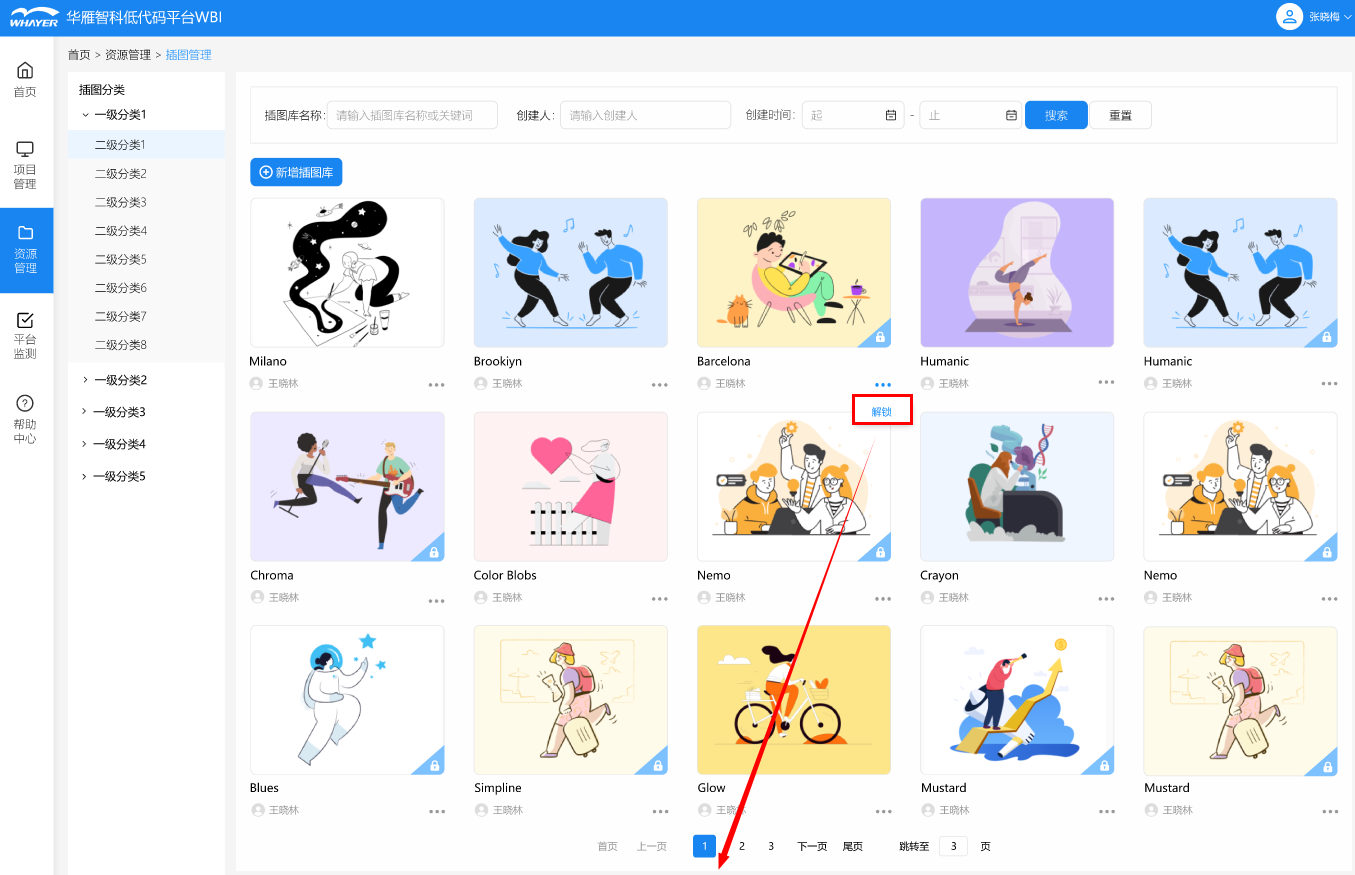 WHAYER 华雁智科低代码平台WBI
张晓梅
首页
项目
管理
资源
管理
平台
监测
?
帮助
中心
首页 > 资源管理 > 插图管理
插图分类
一级分类1
二级分类1
二级分类2
二级分类3
二级分类4
二级分类5
二级分类6
二级分类7
二级分类8
一级分类2
一级分类3
一级分类4
一级分类5
插图库名称: 请输入插图库名称或关键词 创建人: 请输入创建人 创建时间: 起 - 止 搜索 重置
新增插图库
Milano Brookiyn Barcelona Humanic Humanic
王晓林 王晓林 王晓林 王晓林 王晓林
解锁
Chroma Color Blobs Nemo Crayon Nemo
王晓林 王晓林 王晓林 王晓林 王晓林
Blues Simpline Glow Mustard Mustard
王晓林 王晓林 王晓林 王晓林 王晓林
首页 上一页 1 2 3 下一页 尾页 跳转至 3 页